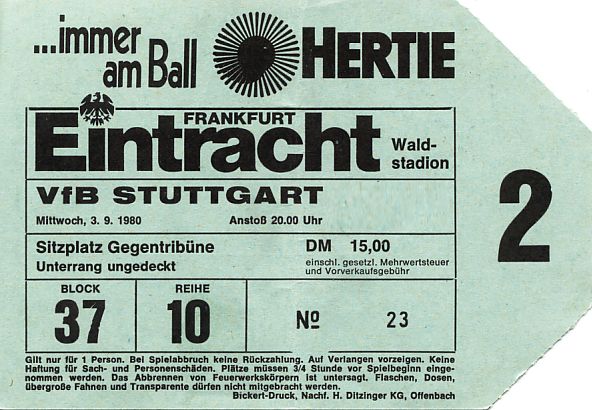 ...immer
am Ball
HERTIE
FRANKFURT
Eintracht
Wald-
stadion
VfB STUTTGART
Mittwoch, 3. 9. 1980 Anstoß 20.00 Uhr
Sitzplatz Gegentribüne DM 15,00
Unterrang ungedeckt einschl. gesetzl. Mehrwertsteuer
und Vorverkaufsgebühr
2
BLOCK REIHE
37 10 No 23
Gilt nur für 1 Person. Bei Spielabbruch keine Rückzahlung. Auf Verlangen vorzeigen. Keine
Haftung für Sach- und Personenschäden. Plätze müssen 3/4 Stunde vor Spielbeginn einge-
nommen werden. Das Abbrennen von Feuerwerkskörpern ist untersagt. Flaschen, Dosen,
übergroße Fahnen und Transparente dürfen nicht mitgebracht werden.
Bickert-Druck, Nachf. H. Ditzinger KG, Offenbach